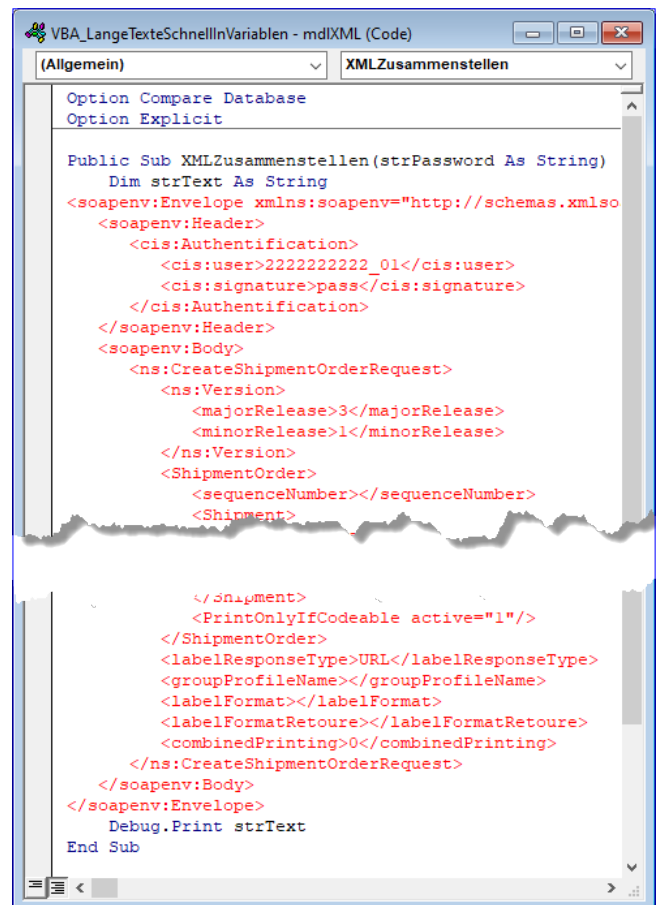 VBA_LangeTexteSchnellInVariablen - mdlXML (Code)
(Allgemein) XMLZusammenstellen
Option Compare Database
Option Explicit
Public Sub XMLZusammenstellen(strPassword As String)
    Dim strText As String
<soapenv:Envelope xmlns:soapenv="http://schemas.xmlso
   <soapenv:Header>
      <cis:Authentification>
         <cis:user>2222222222_01</cis:user>
         <cis:signature>pass</cis:signature>
      </cis:Authentification>
   </soapenv:Header>
   <soapenv:Body>
      <ns:CreateShipmentOrderRequest>
         <ns:Version>
            <majorRelease>3</majorRelease>
            <minorRelease>1</minorRelease>
         </ns:Version>
         <ShipmentOrder>
            <sequenceNumber></sequenceNumber>
            <Shipment>
            </Shipment>
            <PrintOnlyIfCodeable active="1"/>
         </ShipmentOrder>
         <labelResponseType>URL</labelResponseType>
         <groupProfileName></groupProfileName>
         <labelFormat></labelFormat>
         <labelFormatRetoure></labelFormatRetoure>
         <combinedPrinting>0</combinedPrinting>
      </ns:CreateShipmentOrderRequest>
   </soapenv:Body>
</soapenv:Envelope>
    Debug.Print strText
End Sub